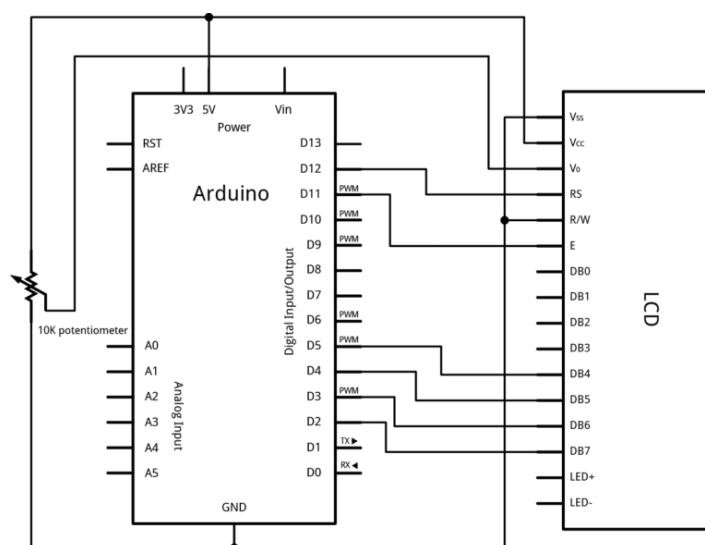 3V3 5V Vin
Power
RST
AREF
Arduino
D13
D12
D11 PWM
D10 PWM
D9 PWM
D8
D7
D6 PWM
D5 PWM
D4
D3 PWM
D2
D1 TX ▶
D0 RX ◀
Digital Input/Output
10K potentiometer
A0
A1
A2
A3
A4
A5
Analog Input
GND
Vss
Vcc
V0
RS
R/W
E
DB0
DB1
DB2
DB3
DB4
DB5
DB6
DB7
LED+
LED-
LCD